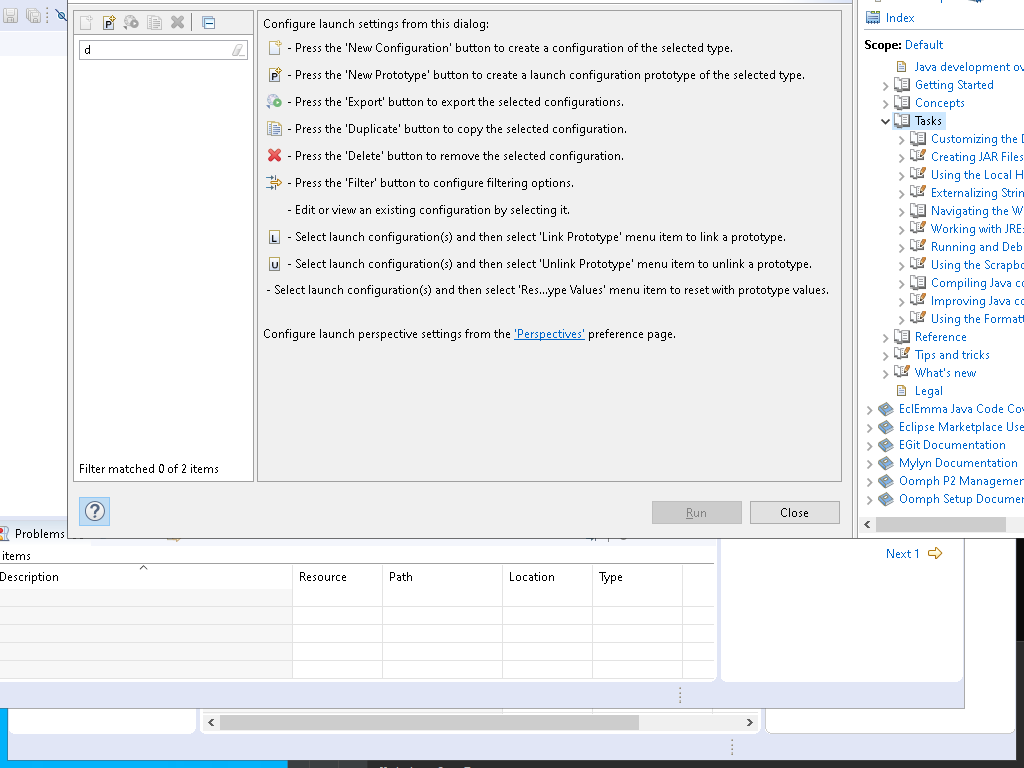 d
Filter matched 0 of 2 items
Configure launch settings from this dialog:
- Press the 'New Configuration' button to create a configuration of the selected type.
- Press the 'New Prototype' button to create a launch configuration prototype of the selected type.
- Press the 'Export' button to export the selected configurations.
- Press the 'Duplicate' button to copy the selected configuration.
- Press the 'Delete' button to remove the selected configuration.
- Press the 'Filter' button to configure filtering options.
- Edit or view an existing configuration by selecting it.
L - Select launch configuration(s) and then select 'Link Prototype' menu item to link a prototype.
U - Select launch configuration(s) and then select 'Unlink Prototype' menu item to unlink a prototype.
- Select launch configuration(s) and then select 'Res...ype Values' menu item to reset with prototype values.
Configure launch perspective settings from the 'Perspectives' preference page.
Run
Close
Index
Scope: Default
Java development ov
Getting Started
Concepts
Tasks
Customizing the D
Creating JAR Files
Using the Local H
Externalizing Strin
Navigating the W
Working with JREs
Running and Deb
Using the Scrapbo
Compiling Java co
Improving Java co
Using the Formatt
Reference
Tips and tricks
What's new
Legal
EclEmma Java Code Cov
Eclipse Marketplace Use
EGit Documentation
Mylyn Documentation
Oomph P2 Managemen
Oomph Setup Documen
Next 1
Problems
items
Description
Resource
Path
Location
Type